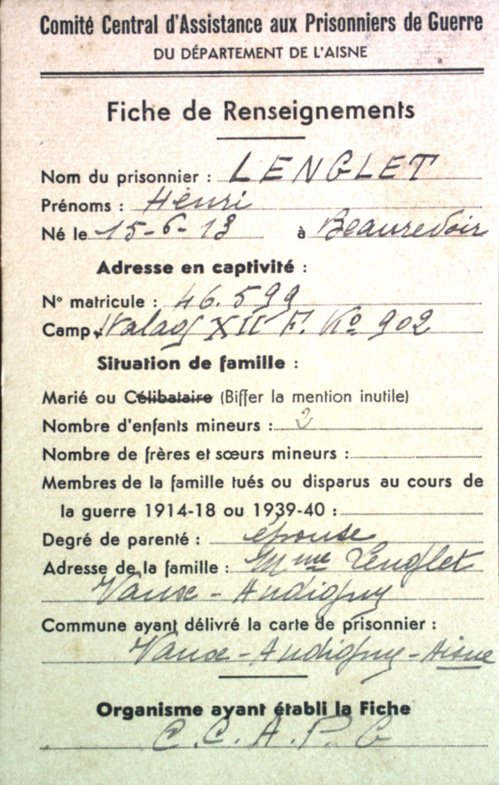 Comité Central d'Assistance aux Prisonniers de Guerre
DU DÉPARTEMENT DE L'AISNE
Fiche de Renseignements
Nom du prisonnier : LENGLET
Prénoms : Henri
Né le 15-6-13 à Beaurevoir
Adresse en captivité :
N° matricule : 46.599
Camp Stalag XII F. Ko 902
Situation de famille :
Marié ou Célibataire (Biffer la mention inutile)
Nombre d'enfants mineurs : 2
Nombre de frères et sœurs mineurs :
Membres de la famille tués ou disparus au cours de
la guerre 1914-18 ou 1939-40 :
Degré de parenté : épouse
Adresse de la famille : Mme Lenglet
Vaux-Andigny
Commune ayant délivré la carte de prisonnier :
Vaux-Andigny-Aisne
Organisme ayant établi la Fiche
C.C.A.P.G